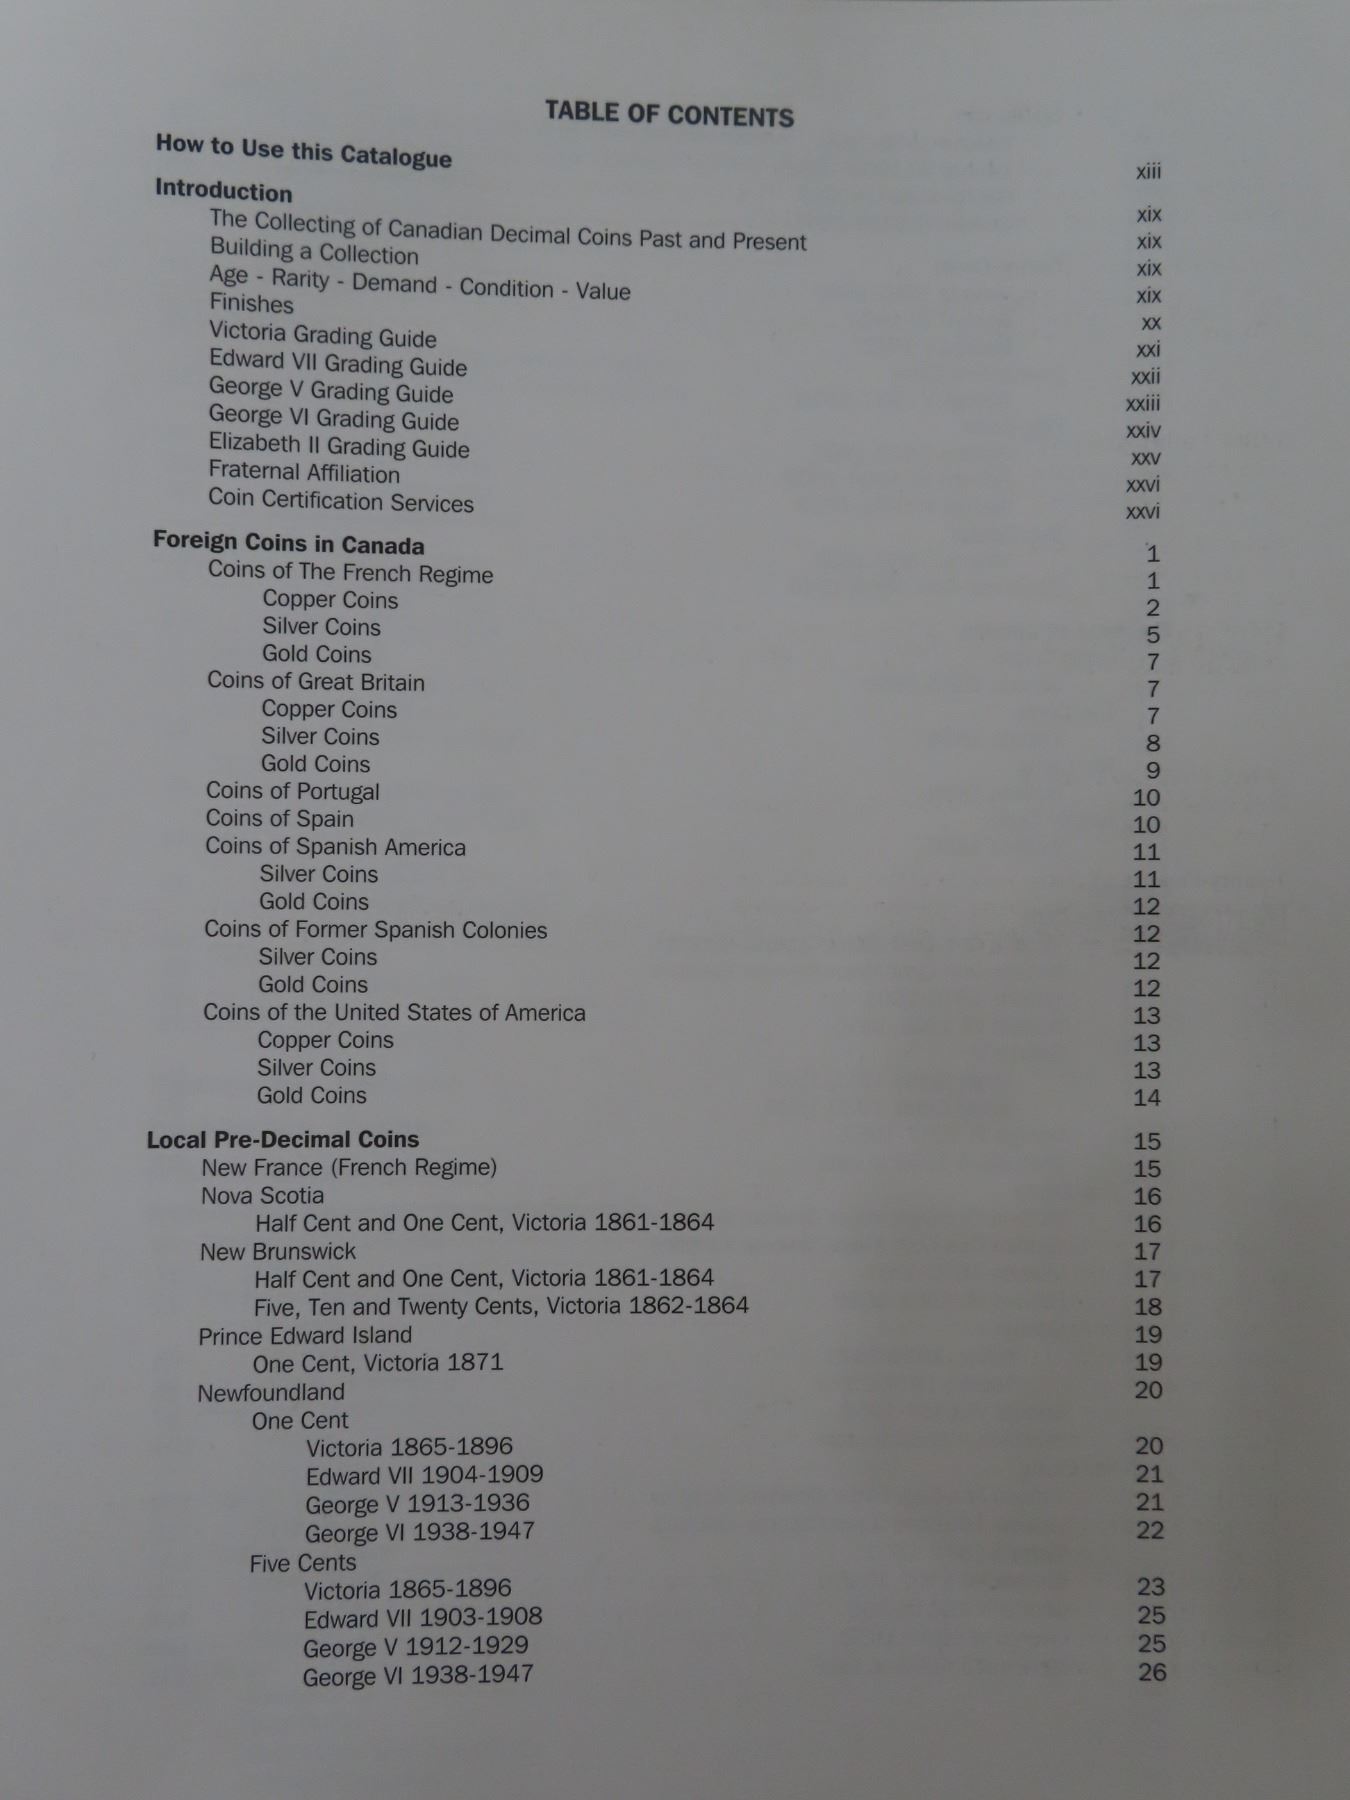 TABLE OF CONTENTS
How to Use this Catalogue xiii
Introduction xix
The Collecting of Canadian Decimal Coins Past and Present xix
Building a Collection xix
Age - Rarity - Demand - Condition - Value xix
Finishes xx
Victoria Grading Guide xxi
Edward VII Grading Guide xxii
George V Grading Guide xxiii
George VI Grading Guide xxiv
Elizabeth II Grading Guide xxv
Fraternal Affiliation xxvi
Coin Certification Services xxvi
Foreign Coins in Canada 1
Coins of The French Regime 1
Copper Coins 2
Silver Coins 5
Gold Coins 7
Coins of Great Britain 7
Copper Coins 7
Silver Coins 8
Gold Coins 9
Coins of Portugal 10
Coins of Spain 10
Coins of Spanish America 11
Silver Coins 11
Gold Coins 12
Coins of Former Spanish Colonies 12
Silver Coins 12
Gold Coins 12
Coins of the United States of America 13
Copper Coins 13
Silver Coins 13
Gold Coins 14
Local Pre-Decimal Coins 15
New France (French Regime) 15
Nova Scotia 16
Half Cent and One Cent, Victoria 1861-1864 16
New Brunswick 17
Half Cent and One Cent, Victoria 1861-1864 17
Five, Ten and Twenty Cents, Victoria 1862-1864 18
Prince Edward Island 19
One Cent, Victoria 1871 19
Newfoundland 20
One Cent
Victoria 1865-1896 20
Edward VII 1904-1909 21
George V 1913-1936 21
George VI 1938-1947 22
Five Cents
Victoria 1865-1896 23
Edward VII 1903-1908 25
George V 1912-1929 25
George VI 1938-1947 26